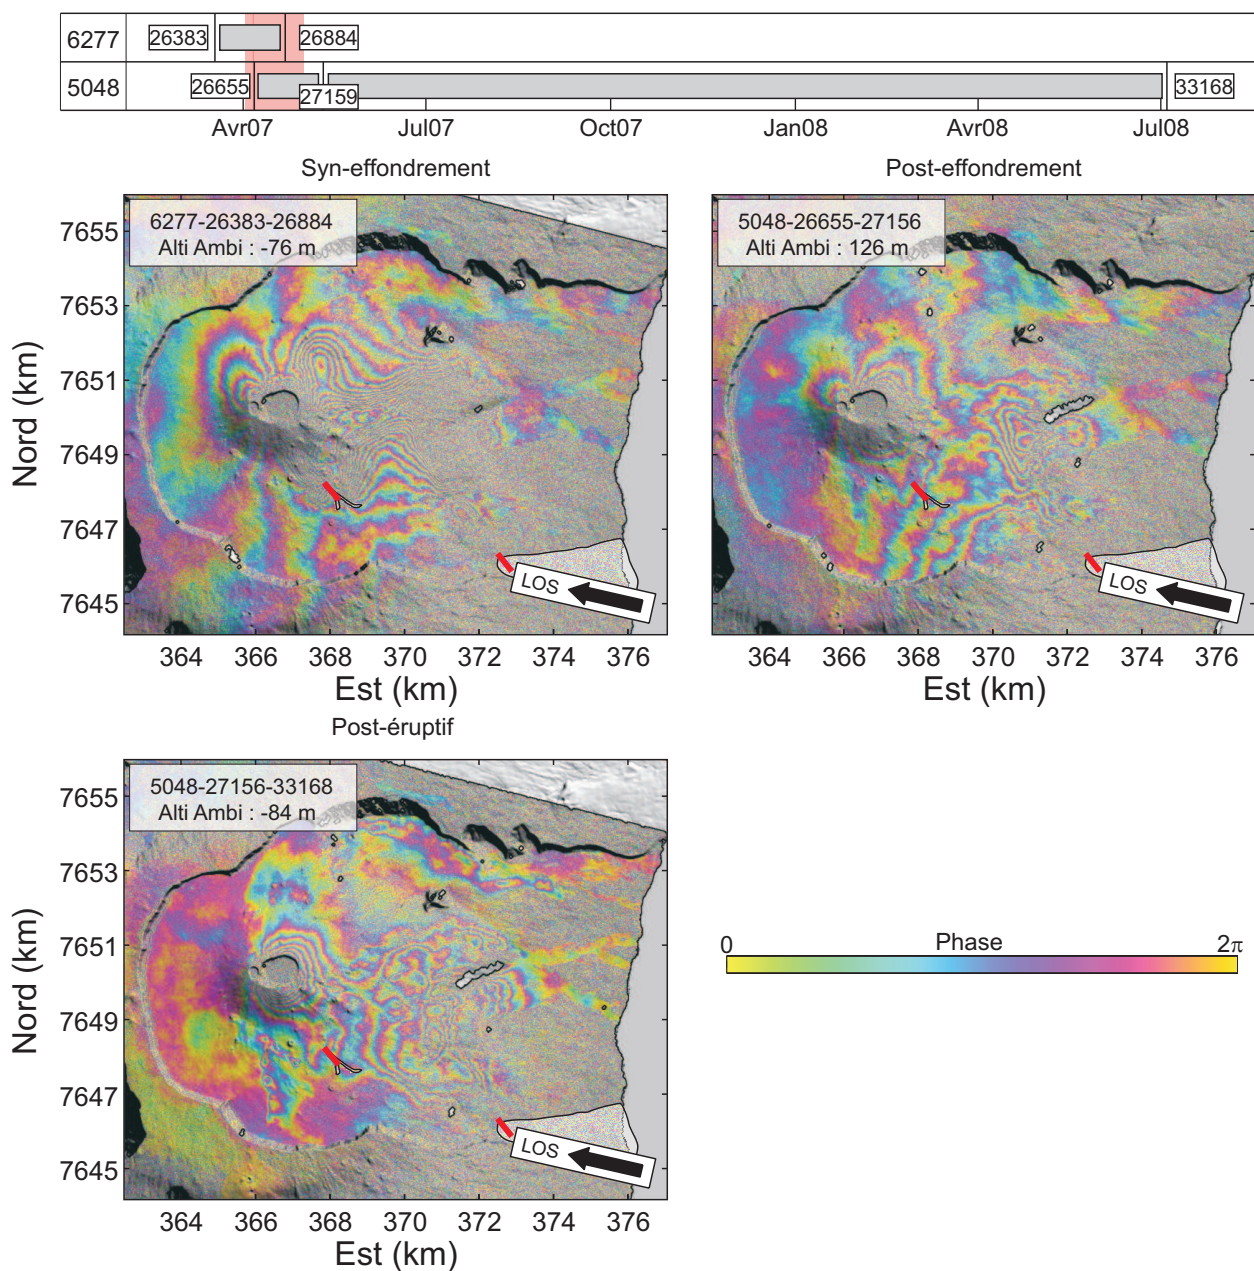 6277
26383
26884
5048
26655
27159
33168
Avr07 Jul07 Oct07 Jan08 Avr08 Jul08
Syn-effondrement
6277-26383-26884
Alti Ambi : -76 m
7655
7653
7651
7649
7647
7645
Nord (km)
LOS
364 366 368 370 372 374 376
Est (km)
Post-effondrement
5048-26655-27156
Alti Ambi : 126 m
LOS
364 366 368 370 372 374 376
Est (km)
Post-éruptif
5048-27156-33168
Alti Ambi : -84 m
7655
7653
7651
7649
7647
7645
Nord (km)
LOS
364 366 368 370 372 374 376
Est (km)
0 Phase 2π